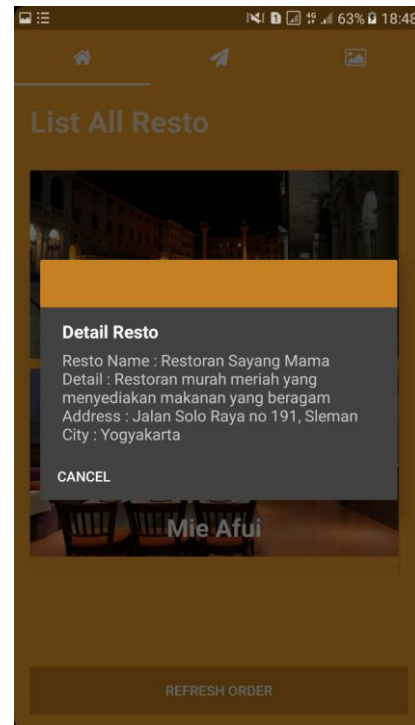 4G 63% 18:48
List All Resto
Detail Resto
Resto Name : Restoran Sayang Mama
Detail : Restoran murah meriah yang
menyediakan makanan yang beragam
Address : Jalan Solo Raya no 191, Sleman
City : Yogyakarta
CANCEL
Mie Afui
REFRESH ORDER